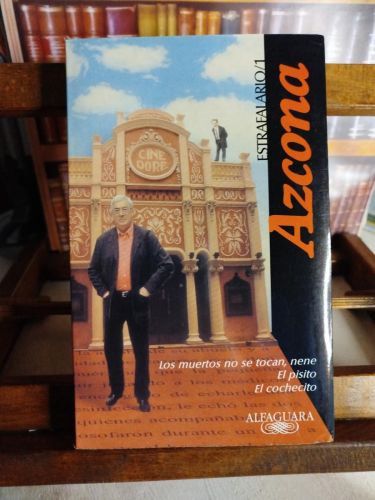 ESTRAFALARIO/1
Azcona
CINE
DORE
Los muertos no se tocan, nene
El pisito
El cochecito
ALFAGUARA